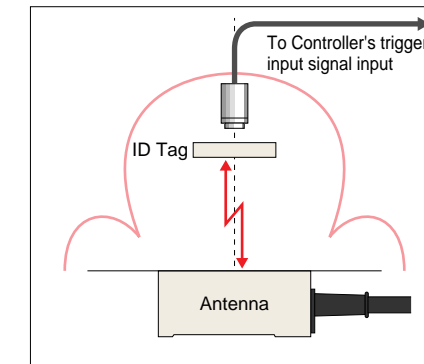 To Controller's trigger
input signal input
ID Tag
Antenna